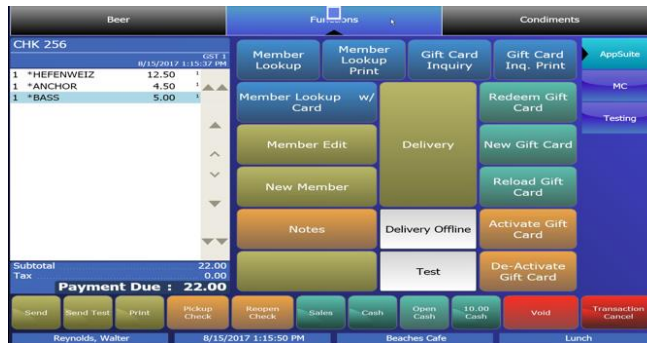 Beer
Functions
Condiments
CHK 256
GST 1
8/15/2017 1:15:37 PM
1 *HEFENWEIZ 12.50 1
1 *ANCHOR 4.50 1
1 *BASS 5.00 1
Subtotal 22.00
Tax 0.00
Payment Due : 22.00
Member Lookup
Member Lookup Print
Gift Card Inquiry
Gift Card Inq. Print
Member Lookup w/ Card
Redeem Gift Card
Member Edit
Delivery
New Gift Card
New Member
Reload Gift Card
Notes
Delivery Offline
Activate Gift Card
Test
De-Activate Gift Card
AppSuite
MC
Testing
Send
Send Test
Print
Pickup Check
Reopen Check
Sales
Cash
Open Cash
10.00 Cash
Void
Transaction Cancel
Reynolds, Walter
8/15/2017 1:15:50 PM
Beaches Cafe
Lunch